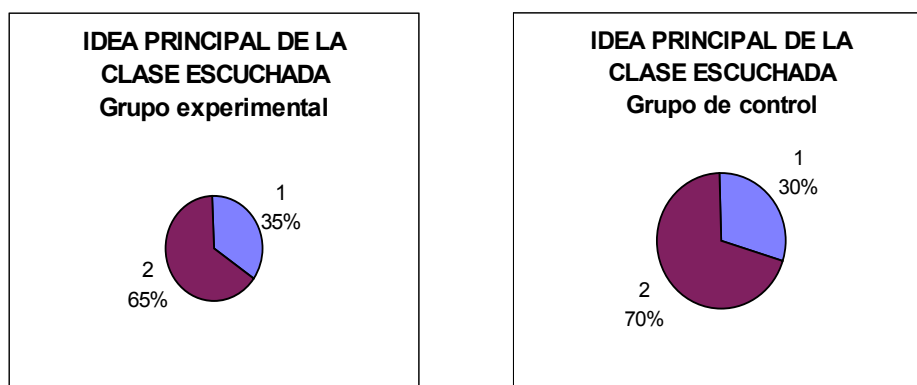 IDEA PRINCIPAL DE LA
CLASE ESCUCHADA
Grupo experimental
1
35%
2
65%
IDEA PRINCIPAL DE LA
CLASE ESCUCHADA
Grupo de control
1
30%
2
70%